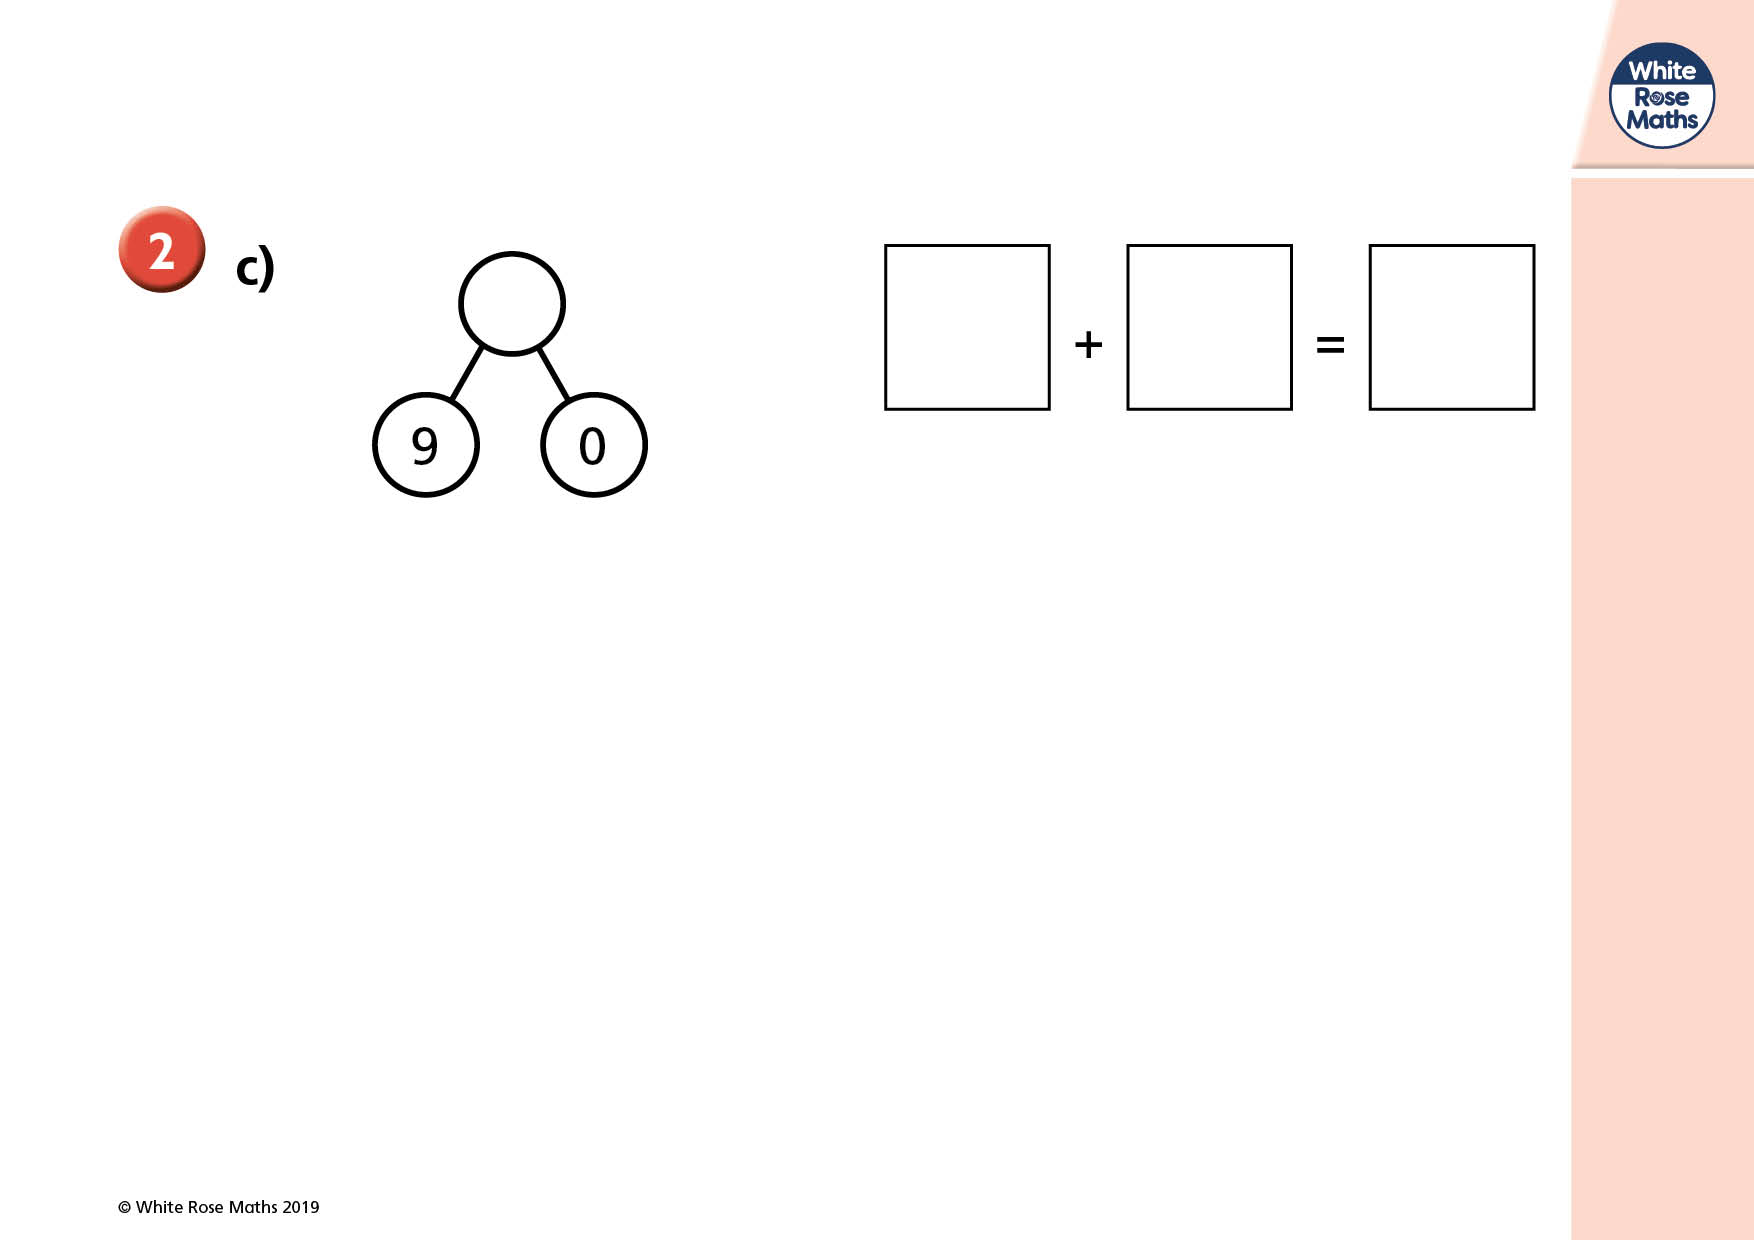 White
Rose
Maths
2 c)
+ =
9 0
© White Rose Maths 2019